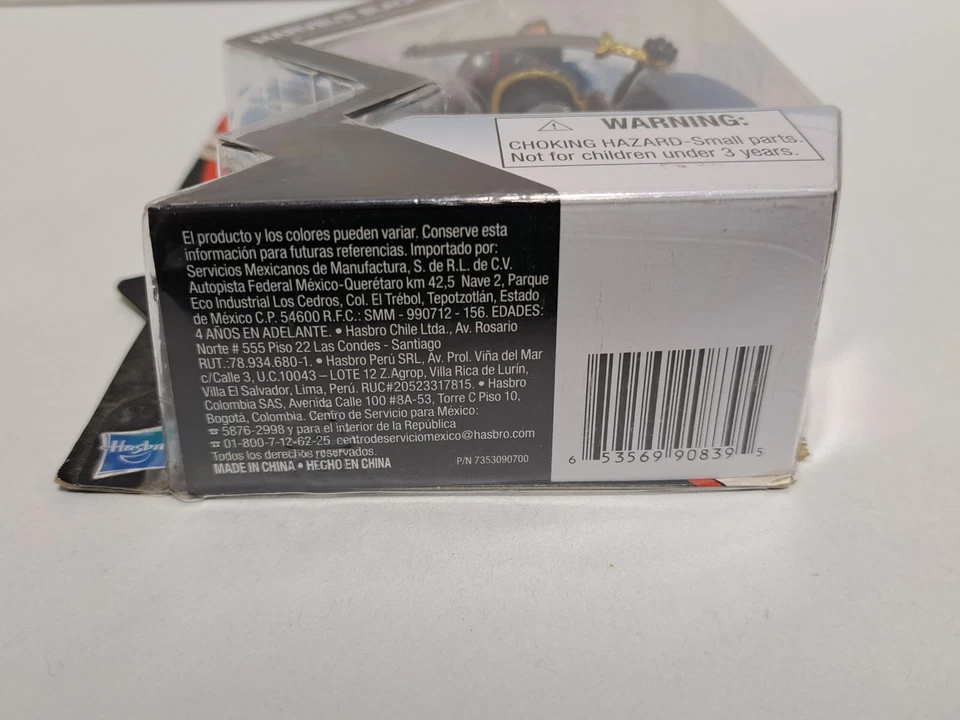 WARNING:
CHOKING HAZARD-Small parts.
Not for children under 3 years.
El producto y los colores pueden variar. Conserve esta
información para futuras referencias. Importado por:
Servicios Mexicanos de Manufactura, S. de R.L. de C.V.
Autopista Federal México-Querétaro km 42,5 Nave 2, Parque
Eco Industrial Los Cedros, Col. El Trébol, Tepotzotlán, Estado
de México C.P. 54600 R.F.C.: SMM - 990712 - 156. EDADES:
4 AÑOS EN ADELANTE. • Hasbro Chile Ltda., Av. Rosario
Norte # 555 Piso 22 Las Condes - Santiago
RUT.:78.934.680-1. • Hasbro Perú SRL, Av. Prol. Viña del Mar
c/Calle 3, U.C.10043 – LOTE 12 Z.Agrop, Villa Rica de Lurín,
Villa El Salvador, Lima, Perú. RUC#20523317815. • Hasbro
Colombia SAS, Avenida Calle 100 #8A-53, Torre C Piso 10,
Bogotá, Colombia. Centro de Servicio para México:
☎ 5876-2998 y para el interior de la República
☎ 01-800-7-12-62-25. centrodeserviciomexico@hasbro.com
Todos los derechos reservados.
MADE IN CHINA • HECHO EN CHINA
P/N 7353090700
6 53569 90839 5
Hasbro